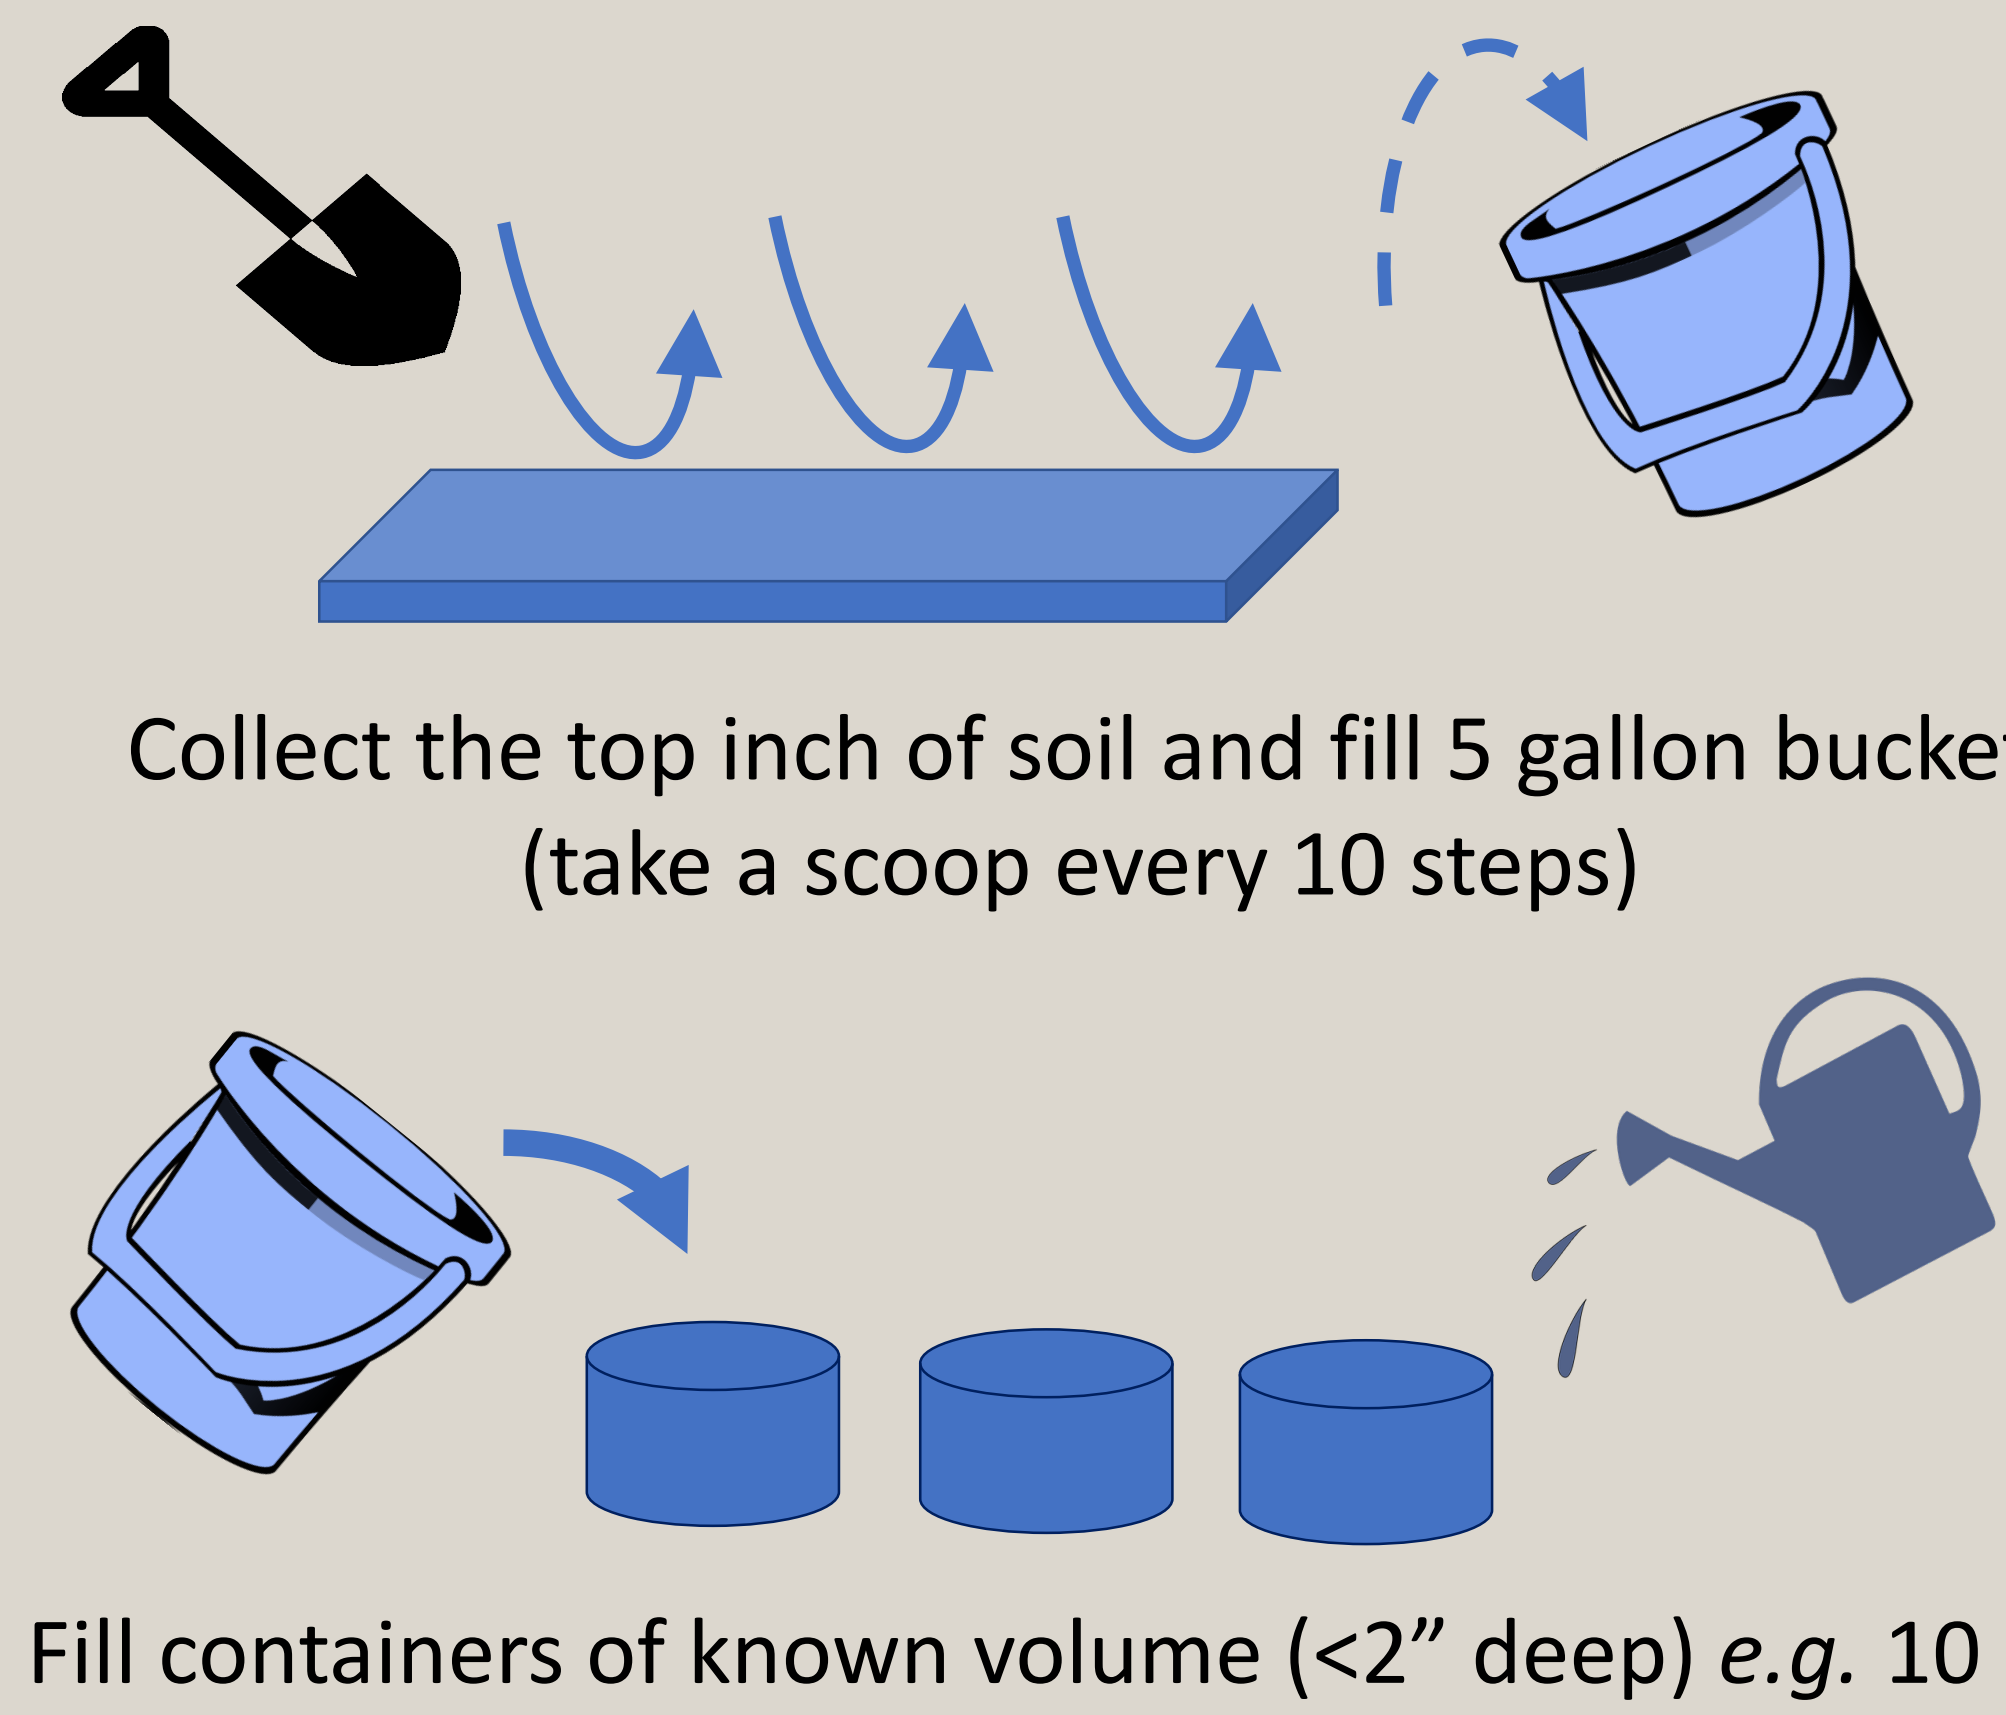 Collect the top inch of soil and fill 5 gallon bucket
(take a scoop every 10 steps)
Fill containers of known volume (<2” deep) e.g. 10